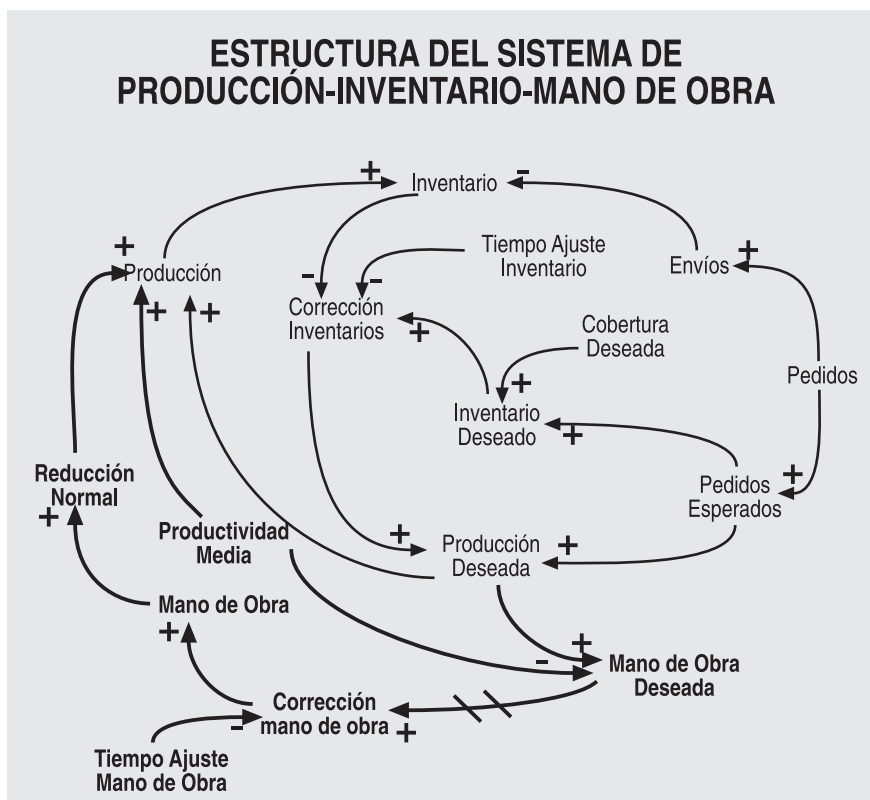 ESTRUCTURA DEL SISTEMA DE
PRODUCCIÓN-INVENTARIO-MANO DE OBRA
+
Inventario
-
+
Producción
+
+
-
Tiempo Ajuste
Inventario
-
Envíos
+
Corrección
Inventarios
+
Cobertura
Deseada
+
Inventario
Deseado
+
Pedidos
Reducción
Normal
+
Pedidos
Esperados
+
Productividad
Media
+
Producción
Deseada
+
Mano de Obra
+
+
-
Mano de Obra
Deseada
Corrección
mano de obra
-
+
Tiempo Ajuste
Mano de Obra